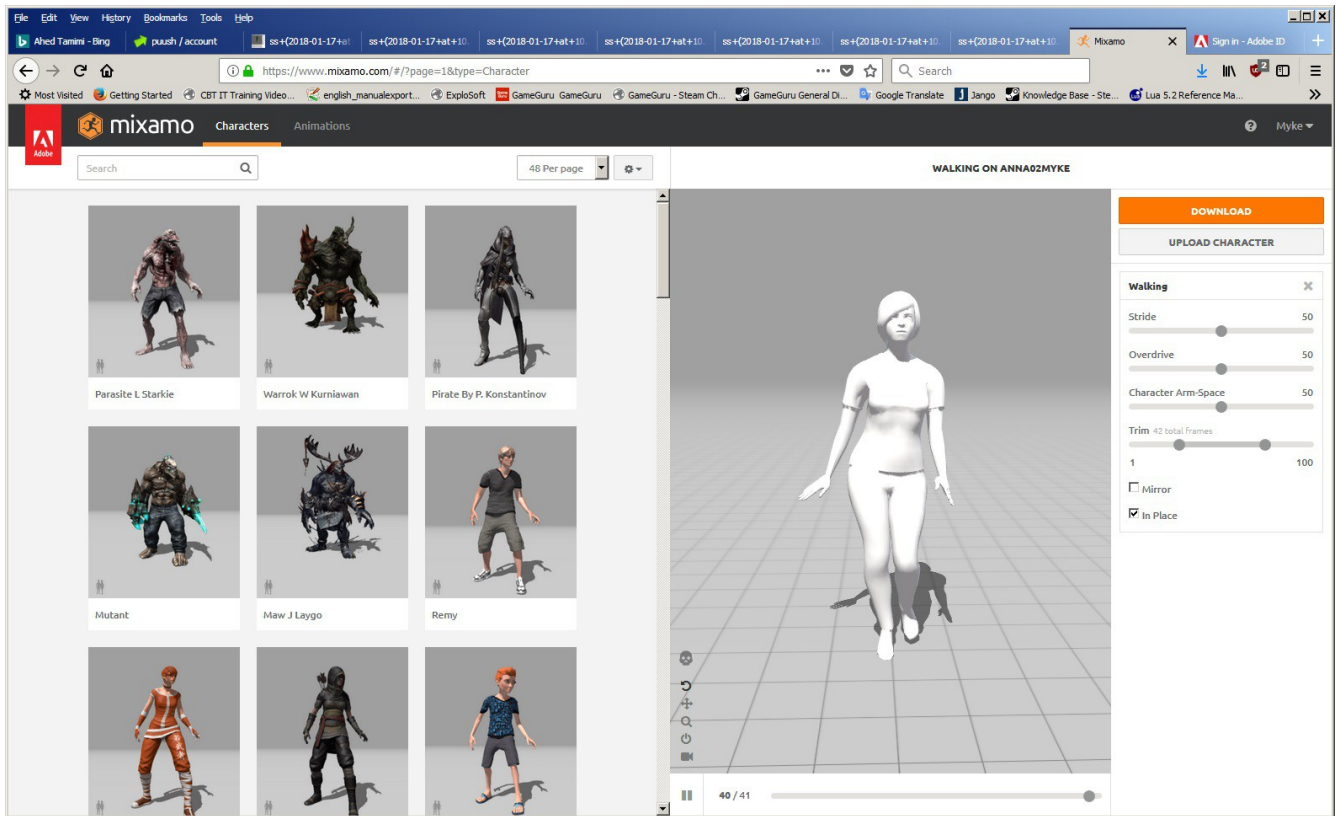 File Edit View History Bookmarks Tools Help
Ahed Tamimi - Bing puush / account ss+(2018-01-17+at ss+(2018-01-17+at+10. ss+(2018-01-17+at+10. ss+(2018-01-17+at+10. ss+(2018-01-17+at+10. ss+(2018-01-17+at+10. ss+(2018-01-17+at+10. Mixamo Sign in - Adobe ID
https://www.mixamo.com/#/?page=1&type=Character Search 2
Most Visited Getting Started CBT IT Training Video... english_manualexport... ExploSoft GameGuru GameGuru GameGuru - Steam Ch... GameGuru General Di... Google Translate Jango Knowledge Base - Ste... Lua 5.2 Reference Ma...
Adobe mixamo Characters Animations Myke
Search 48 Per page WALKING ON ANNA02MYKE
DOWNLOAD
UPLOAD CHARACTER
Walking
Stride 50
Overdrive 50
Character Arm-Space 50
Trim 42 total frames
1 100
Mirror
In Place
Parasite L Starkie Warrok W Kurniawan Pirate By P. Konstantinov
Mutant Maw J Laygo Remy
40 / 41